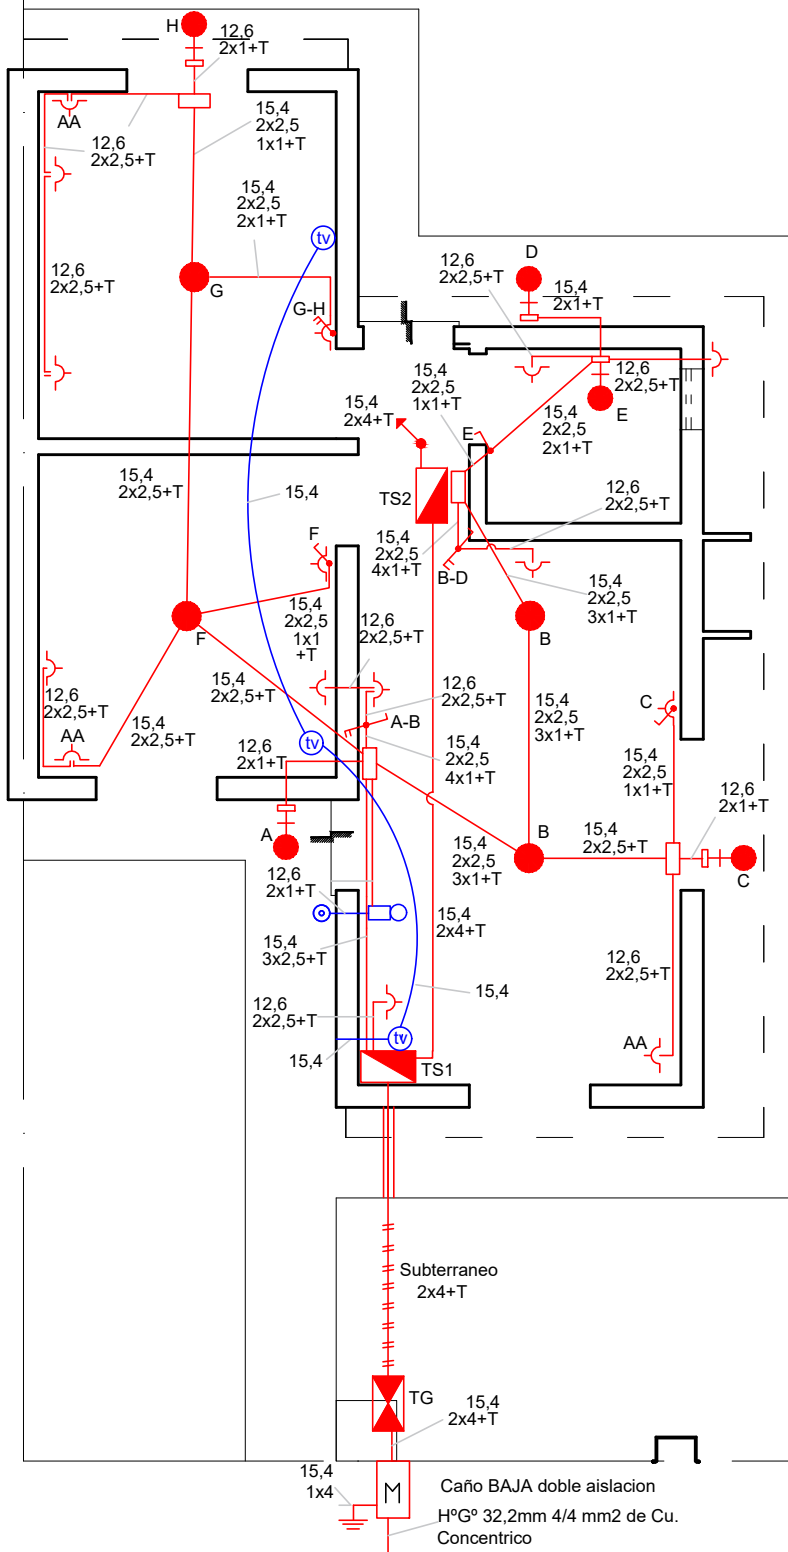 H
12,6
2x1+T
AA
12,6
2x2,5+T
15,4
2x2,5
1x1+T
15,4
2x2,5
2x1+T
tv
12,6
2x2,5+T
G
G-H
D
12,6
2x2,5+T
15,4
2x1+T
15,4
2x2,5
1x1+T
12,6
2x2,5+T
E
15,4
2x4+T
15,4
2x2,5
2x1+T
E
15,4
2x2,5+T
15,4
TS2
12,6
2x2,5+T
F
15,4
2x2,5
4x1+T
B-D
15,4
2x2,5
3x1+T
F
15,4
2x2,5
1x1
+T
12,6
2x2,5+T
B
15,4
2x2,5+T
12,6
2x2,5+T
12,6
2x2,5+T
AA
15,4
2x2,5+T
A-B
15,4
2x2,5
3x1+T
C
tv
12,6
2x1+T
15,4
2x2,5
4x1+T
15,4
2x2,5
1x1+T
12,6
2x1+T
A
15,4
2x2,5
3x1+T
B
15,4
2x2,5+T
C
12,6
2x1+T
15,4
3x2,5+T
15,4
2x4+T
12,6
2x2,5+T
12,6
2x2,5+T
15,4
15,4
tv
TS1
AA
Subterraneo
2x4+T
TG
15,4
2x4+T
15,4
1x4
M
Caño BAJA doble aislacion
HºGº 32,2mm 4/4 mm2 de Cu.
Concentrico